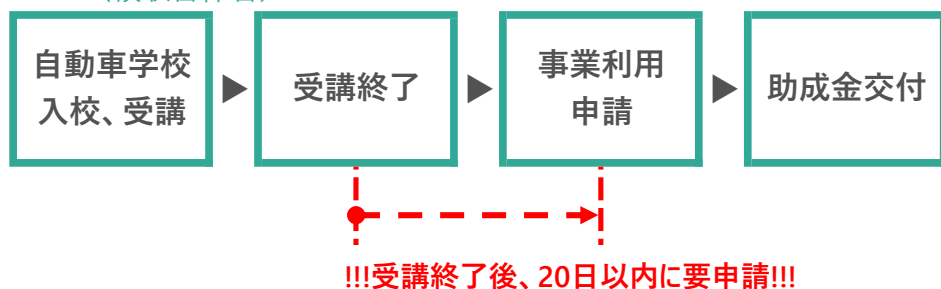 自動車学校
入校、受講
受講終了
事業利用
申請
助成金交付
!!!受講終了後、20日以内に要申請!!!